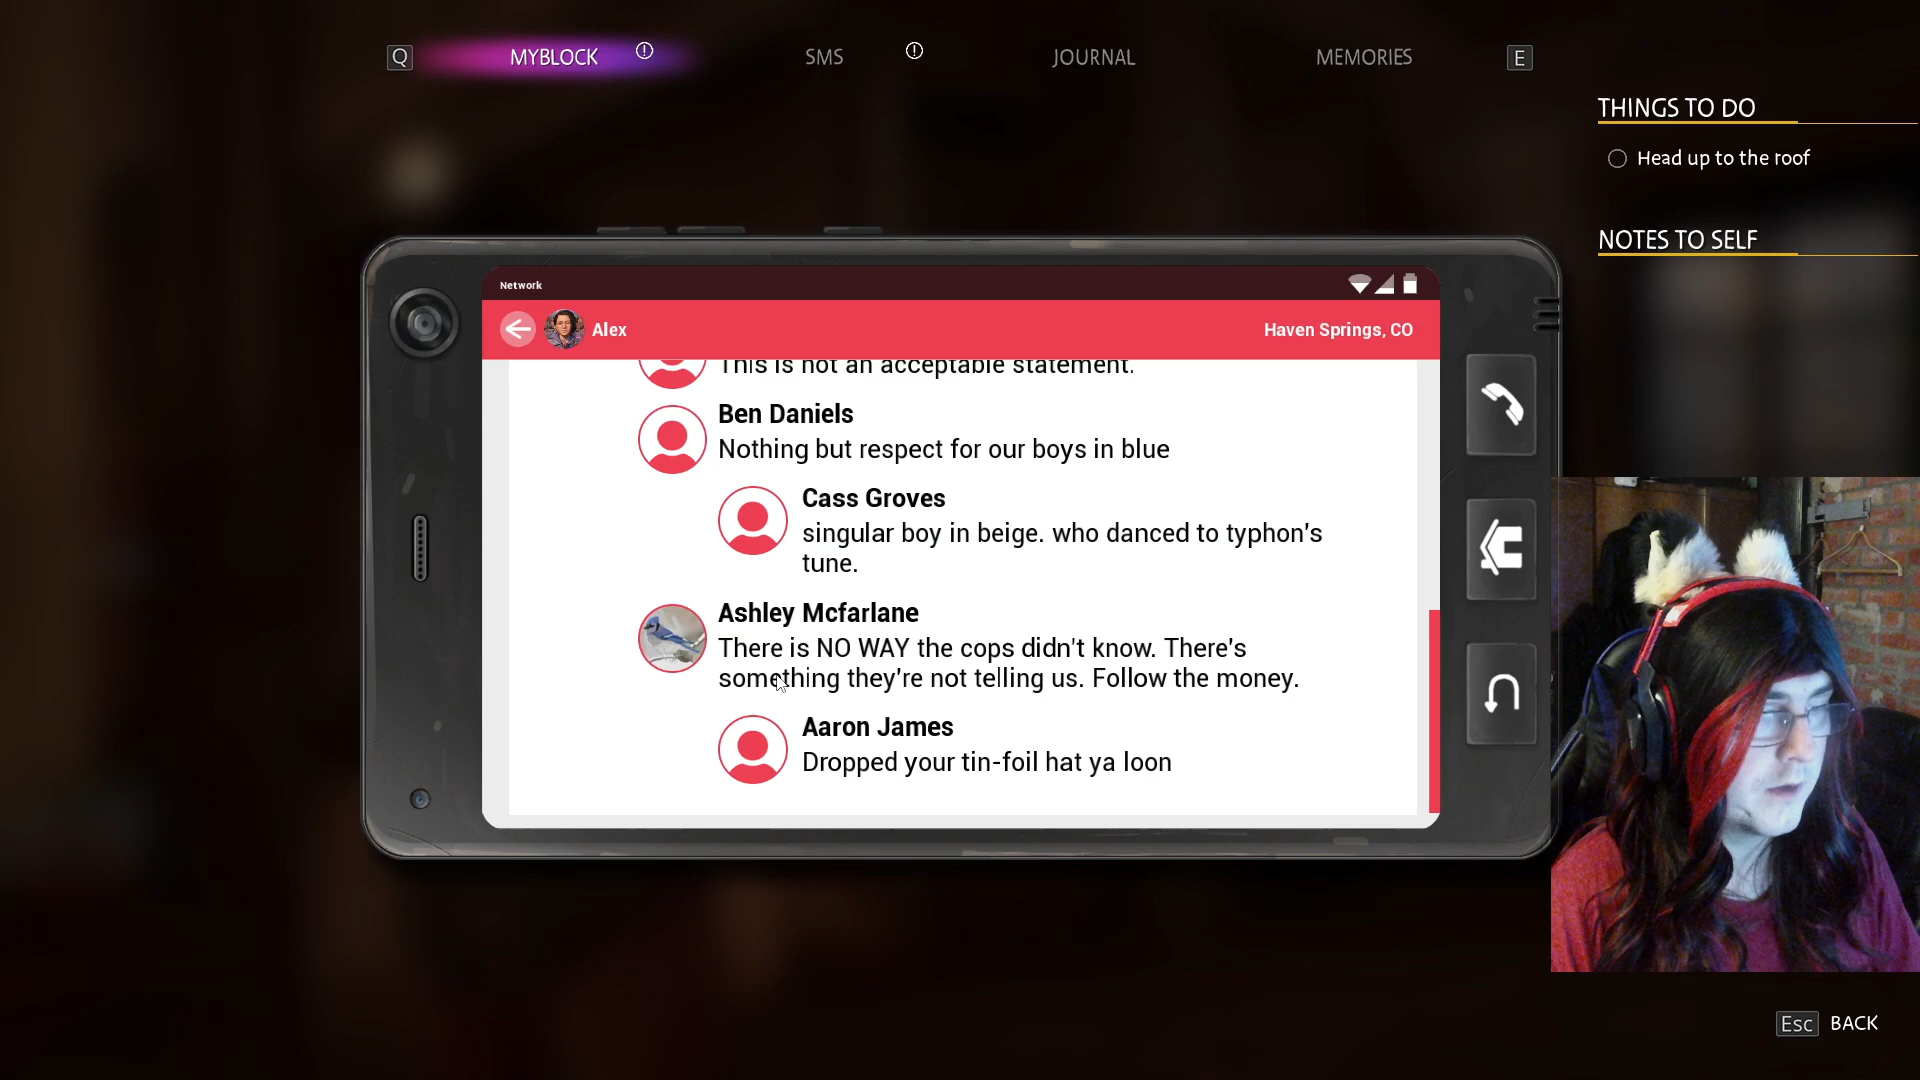 Q
MYBLOCK
SMS
JOURNAL
MEMORIES
E
THINGS TO DO
Head up to the roof
NOTES TO SELF
Network
Alex
Haven Springs, CO
This is not an acceptable statement.
Ben Daniels
Nothing but respect for our boys in blue
Cass Groves
singular boy in beige. who danced to typhon's
tune.
Ashley Mcfarlane
There is NO WAY the cops didn't know. There's
something they're not telling us. Follow the money.
Aaron James
Dropped your tin-foil hat ya loon
Esc BACK